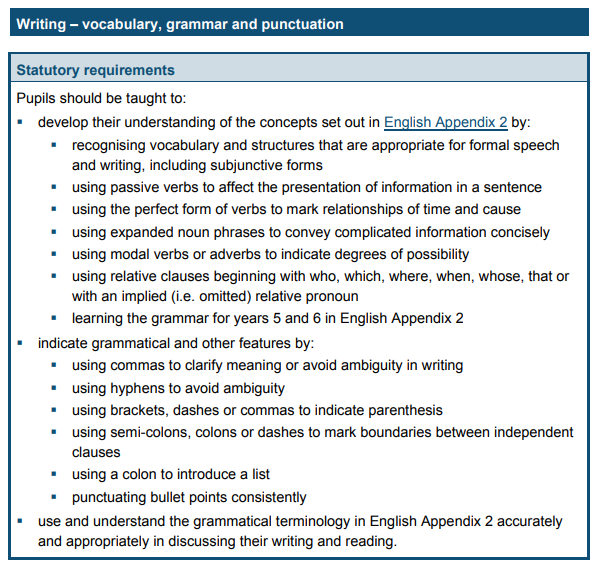 Writing – vocabulary, grammar and punctuation
Statutory requirements
Pupils should be taught to:
▪ develop their understanding of the concepts set out in English Appendix 2 by:
▪ recognising vocabulary and structures that are appropriate for formal speech
and writing, including subjunctive forms
▪ using passive verbs to affect the presentation of information in a sentence
▪ using the perfect form of verbs to mark relationships of time and cause
▪ using expanded noun phrases to convey complicated information concisely
▪ using modal verbs or adverbs to indicate degrees of possibility
▪ using relative clauses beginning with who, which, where, when, whose, that or
with an implied (i.e. omitted) relative pronoun
▪ learning the grammar for years 5 and 6 in English Appendix 2
▪ indicate grammatical and other features by:
▪ using commas to clarify meaning or avoid ambiguity in writing
▪ using hyphens to avoid ambiguity
▪ using brackets, dashes or commas to indicate parenthesis
▪ using semi-colons, colons or dashes to mark boundaries between independent
clauses
▪ using a colon to introduce a list
▪ punctuating bullet points consistently
▪ use and understand the grammatical terminology in English Appendix 2 accurately
and appropriately in discussing their writing and reading.